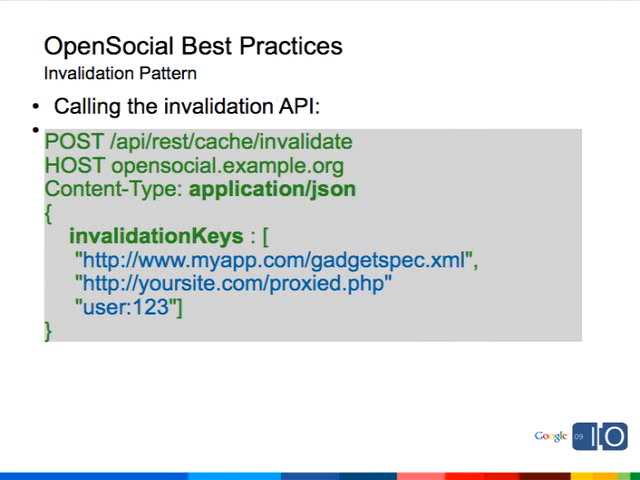 OpenSocial Best Practices
Invalidation Pattern
• Calling the invalidation API:
•
POST /api/rest/cache/invalidate
HOST opensocial.example.org
Content-Type: application/json
{
invalidationKeys : [
"http://www.myapp.com/gadgetspec.xml",
"http://yoursite.com/proxied.php"
"user:123"]
}
Google 09 IO